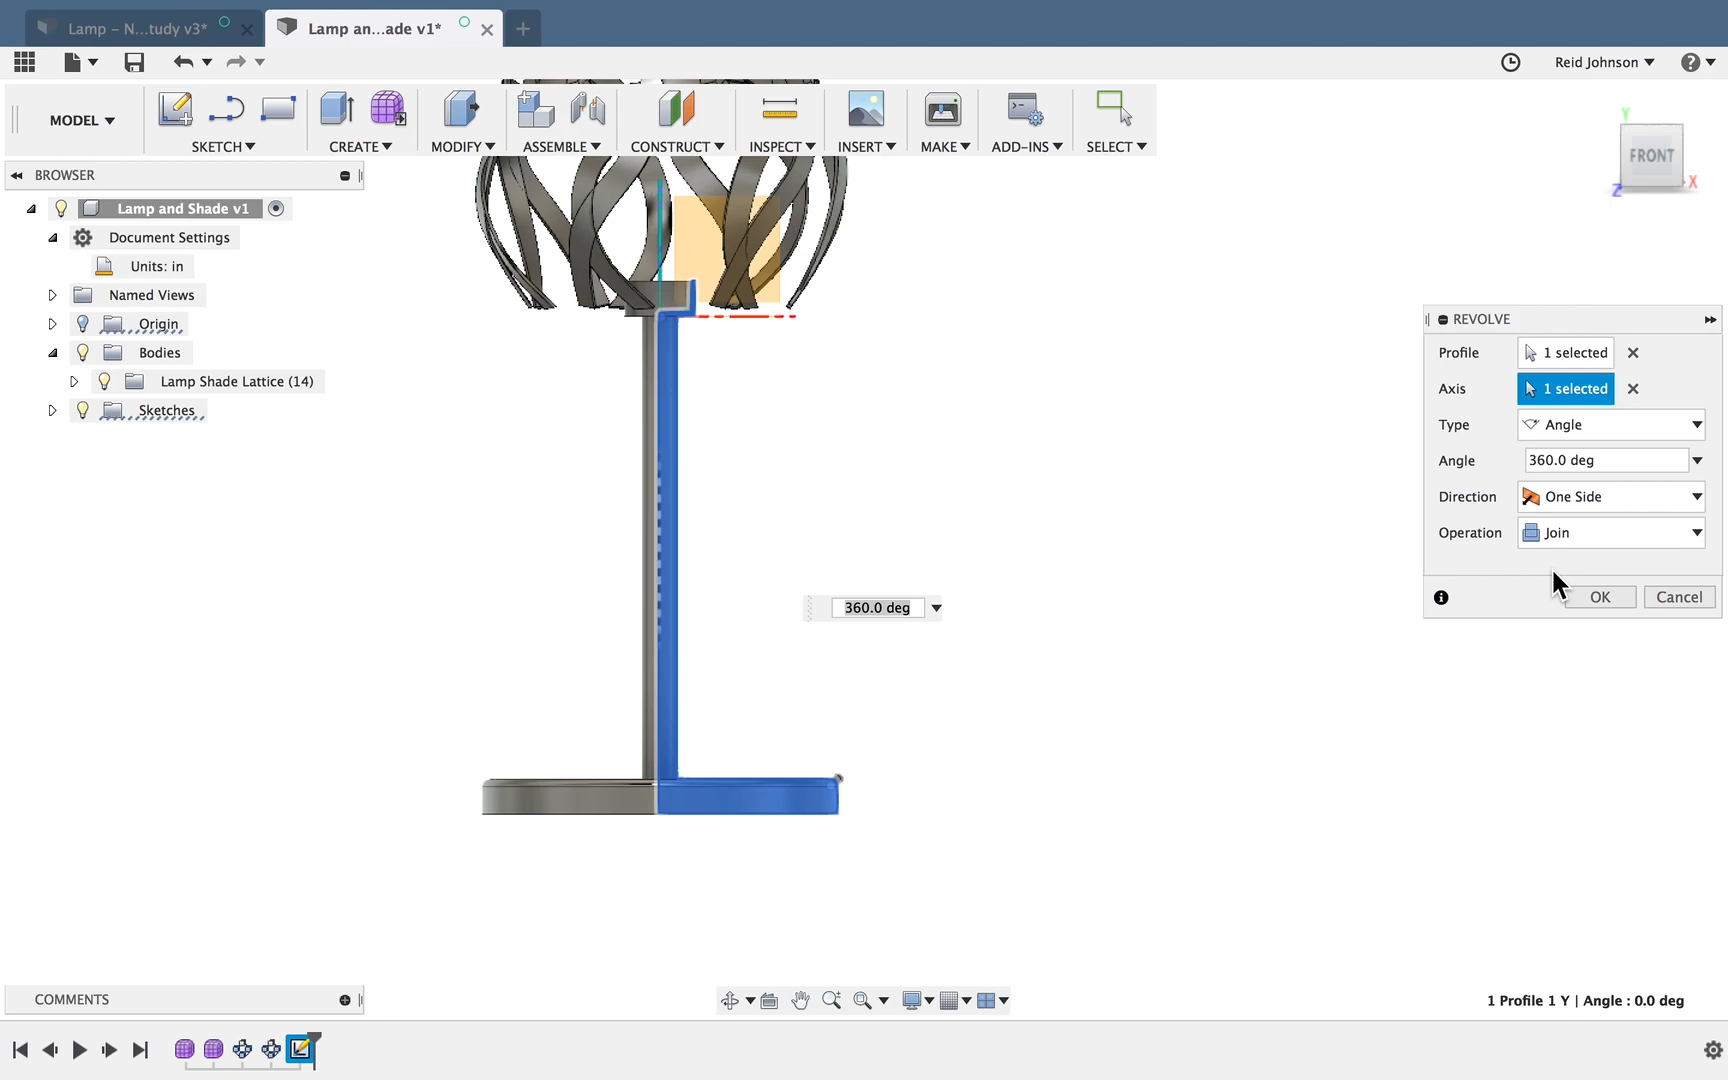 Lamp – N...tudy v3*
Lamp an...ade v1*
Reid Johnson
MODEL
SKETCH
CREATE
MODIFY
ASSEMBLE
CONSTRUCT
INSPECT
INSERT
MAKE
ADD-INS
SELECT
Y
FRONT
X
Z
BROWSER
Lamp and Shade v1
Document Settings
Units: in
Named Views
Origin
Bodies
Lamp Shade Lattice (14)
Sketches
REVOLVE
Profile 1 selected
Axis 1 selected
Type Angle
Angle 360.0 deg
Direction One Side
Operation Join
OK Cancel
360.0 deg
COMMENTS
1 Profile 1 Y | Angle : 0.0 deg